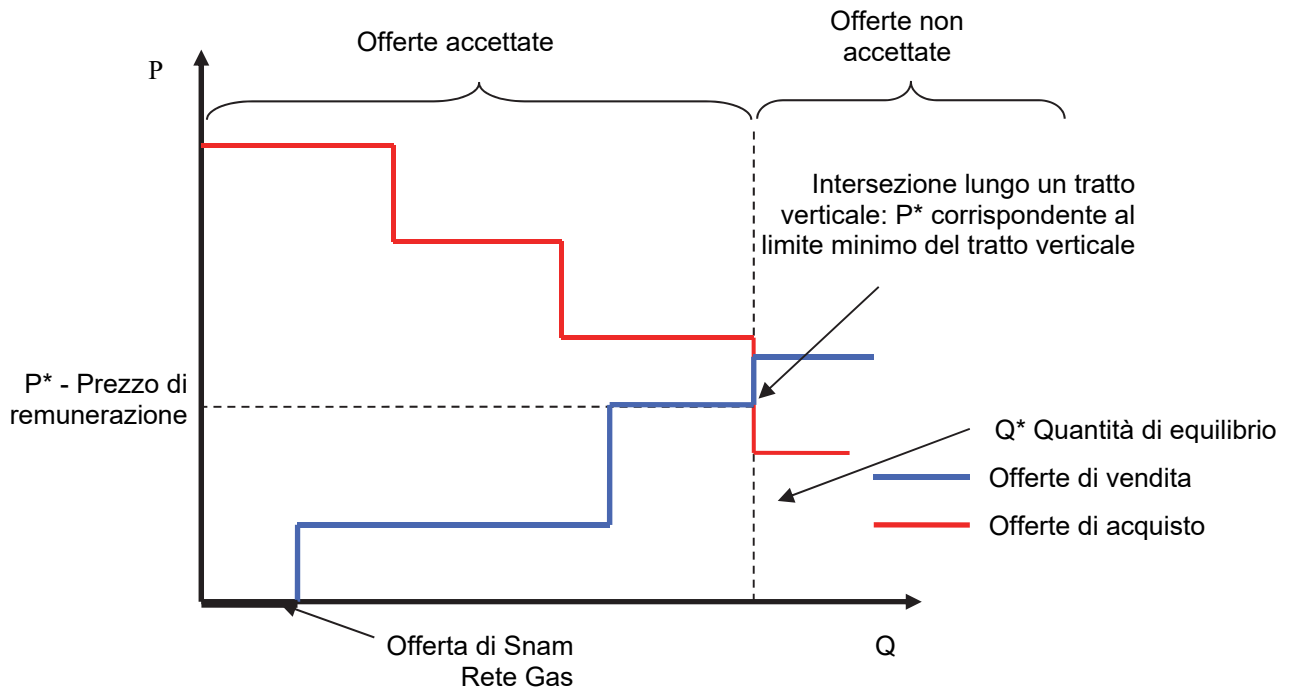 Offerte accettate
Offerte non
accettate
P
Intersezione lungo un tratto
verticale: P* corrispondente al
limite minimo del tratto verticale
P* - Prezzo di
remunerazione
Q* Quantità di equilibrio
Offerte di vendita
Offerte di acquisto
Offerta di Snam
Rete Gas
Q